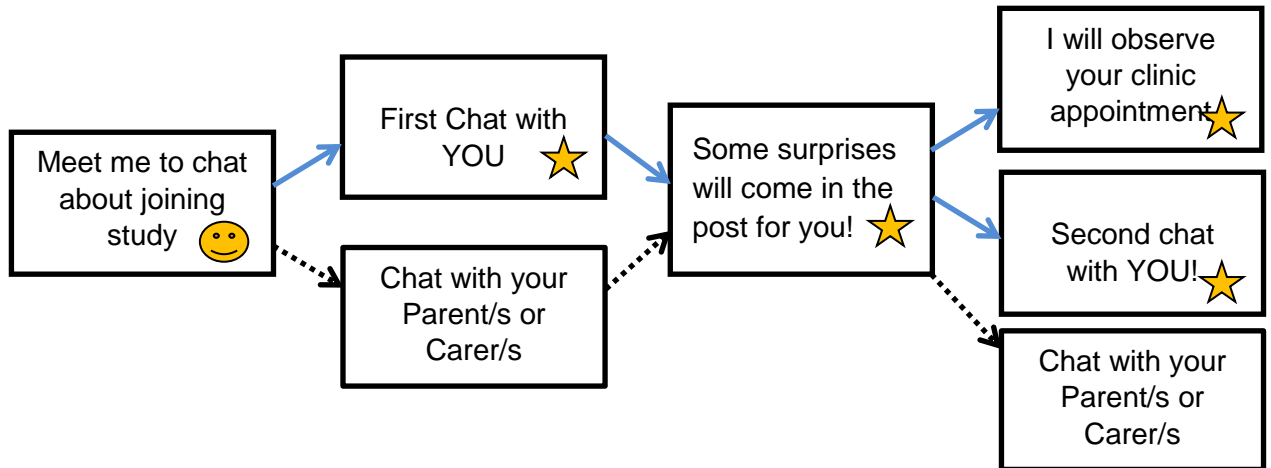 Meet me to chat
about joining
study
First Chat with
YOU
Chat with your
Parent/s or
Carer/s
Some surprises
will come in the
post for you!
I will observe
your clinic
appointment
Second chat
with YOU!
Chat with your
Parent/s or
Carer/s